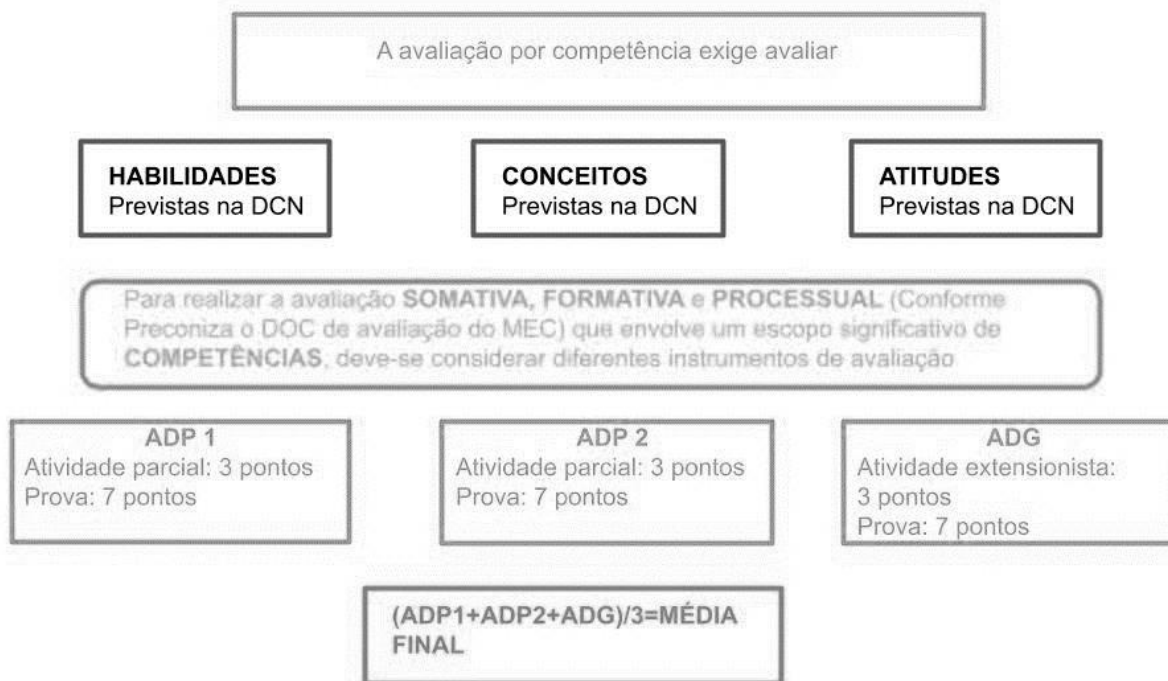 A avaliação por competência exige avaliar
HABILIDADES
Previstas na DCN
CONCEITOS
Previstas na DCN
ATITUDES
Previstas na DCN
Para realizar a avaliação SOMATIVA, FORMATIVA e PROCESSUAL (Conforme
Preconiza o DOC de avaliação do MEC) que envolve um escopo significativo de
COMPETÊNCIAS, deve-se considerar diferentes instrumentos de avaliação
ADP 1
Atividade parcial: 3 pontos
Prova: 7 pontos
ADP 2
Atividade parcial: 3 pontos
Prova: 7 pontos
ADG
Atividade extensionista:
3 pontos
Prova: 7 pontos
(ADP1+ADP2+ADG)/3=MÉDIA
FINAL